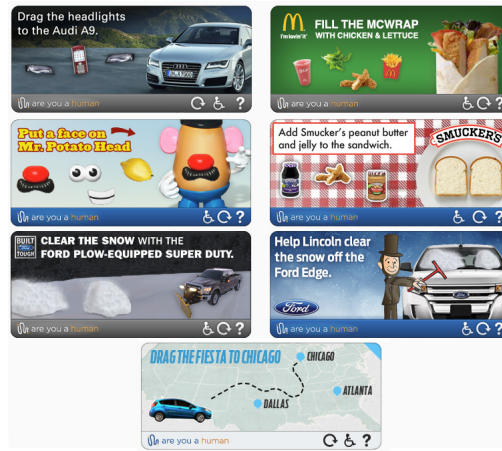 Drag the headlights
to the Audi A9.
are you a human
M
i'm lovin' it
FILL THE MCWRAP
WITH CHICKEN & LETTUCE
are you a human
Put a face on
Mr. Potato Head
are you a human
Add Smucker's peanut butter
and jelly to the sandwich.
SMUCKER'S
are you a human
BUILT
Ford
TOUGH
CLEAR THE SNOW WITH THE
FORD PLOW-EQUIPPED SUPER DUTY.
are you a human
Help Lincoln clear
the snow off the
Ford Edge.
Ford
are you a human
DRAG THE FIESTA TO CHICAGO
CHICAGO
ATLANTA
DALLAS
are you a human